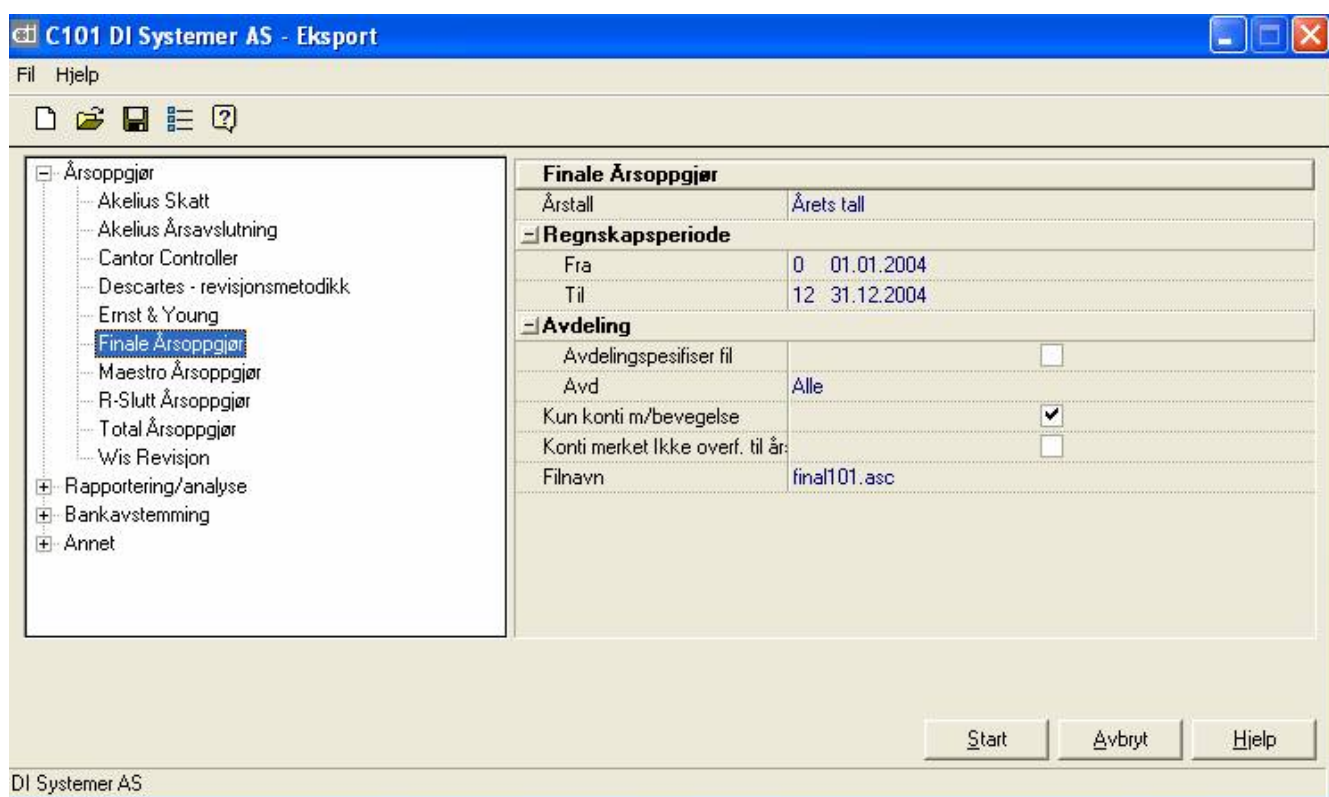 C101 DI Systemer AS - Eksport
Fil Hjelp
Årsoppgjør
Akelius Skatt
Akelius Årsavslutning
Cantor Controller
Descartes - revisjonsmetodikk
Ernst & Young
Finale Årsoppgjør
Maestro Årsoppgjør
R-Slutt Årsoppgjør
Total Årsoppgjør
Wis Revisjon
Rapportering/analyse
Bankavstemming
Annet
Finale Årsoppgjør
Årstall Årets tall
Regnskapsperiode
Fra 0 01.01.2004
Til 12 31.12.2004
Avdeling
Avdelingspesifiser fil
Avd Alle
Kun konti m/bevegelse
Konti merket Ikke overf. til års
Filnavn final101.asc
Start Avbryt Hjelp
DI Systemer AS